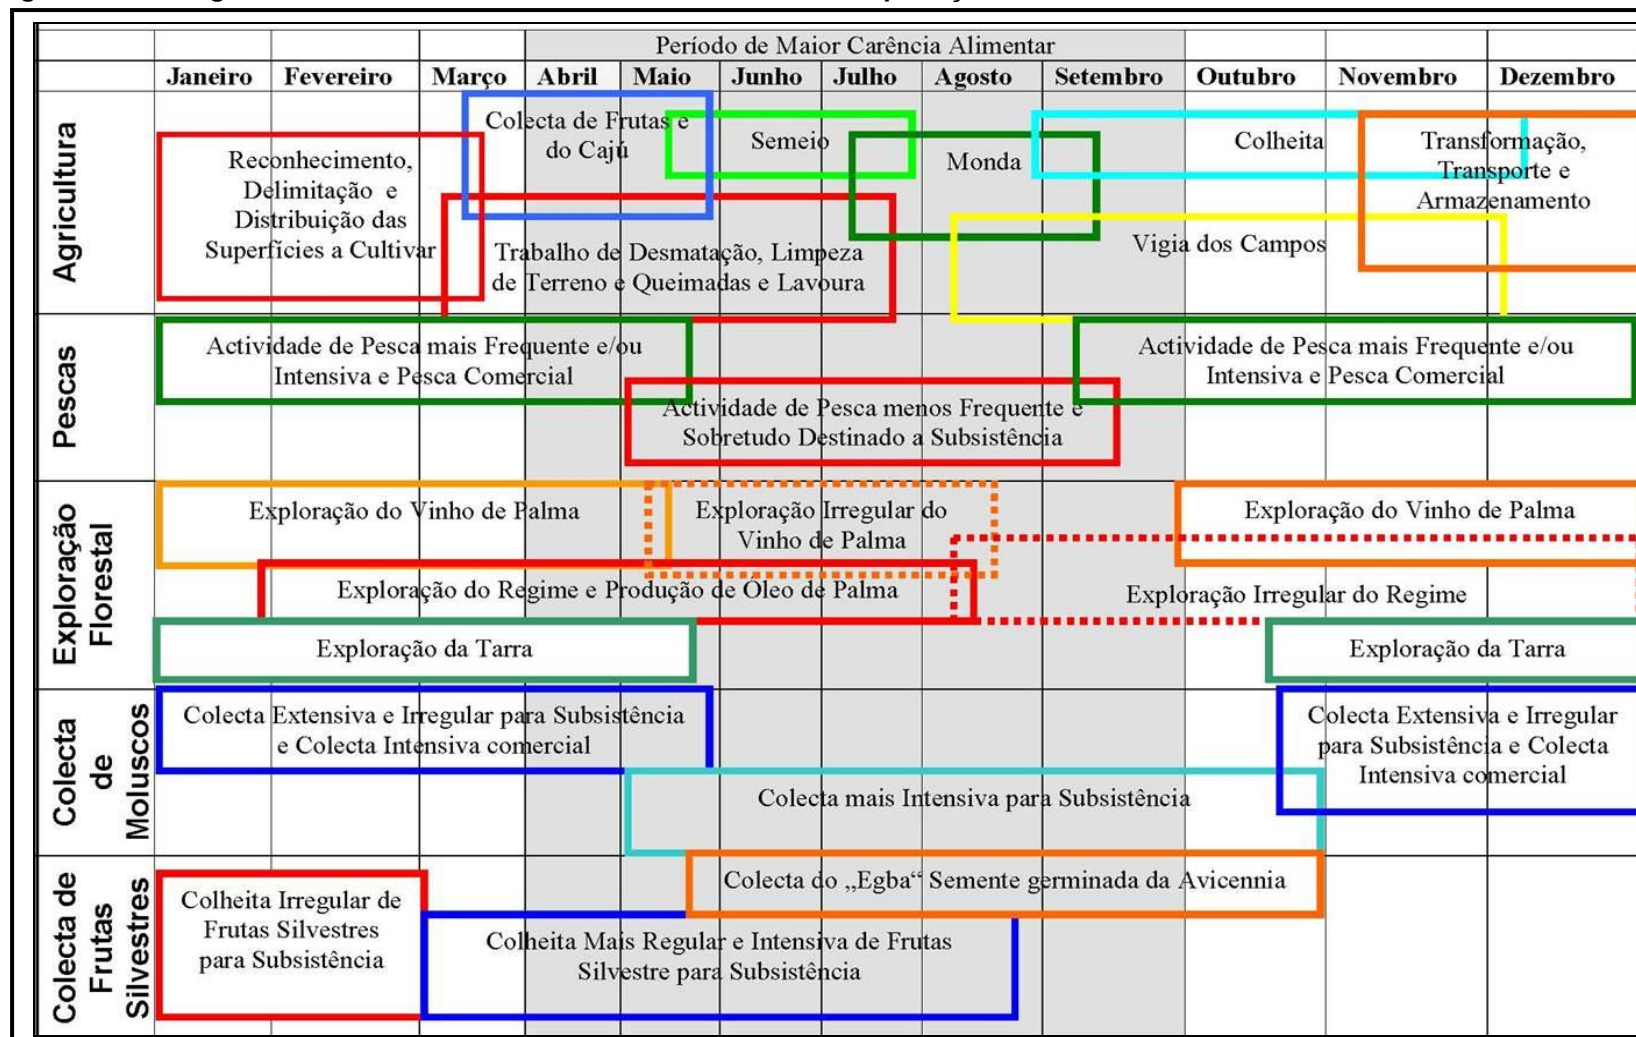 Período de Maior Carência Alimentar
Janeiro Fevereiro Março Abril Maio Junho Julho Agosto Setembro Outubro Novembro Dezembro
Agricultura
Reconhecimento,
Delimitação e
Distribuição das
Superfícies a Cultivar
Colecta de Frutas e
do Cajú
Trabalho de Desmatação, Limpeza
de Terreno e Queimadas e Lavoura
Semeio
Monda
Colheita
Vigia dos Campos
Transformação,
Transporte e
Armazenamento
Pescas
Actividade de Pesca mais Frequente e/ou
Intensiva e Pesca Comercial
Actividade de Pesca menos Frequente e
Sobretudo Destinado a Subsistência
Actividade de Pesca mais Frequente e/ou
Intensiva e Pesca Comercial
Exploração
Florestal
Exploração do Vinho de Palma
Exploração Irregular do
Vinho de Palma
Exploração do Vinho de Palma
Exploração do Regime e Produção de Óleo de Palma
Exploração Irregular do Regime
Exploração da Tarra
Exploração da Tarra
Colecta
de
Moluscos
Colecta Extensiva e Irregular para Subsistência
e Colecta Intensiva comercial
Colecta mais Intensiva para Subsistência
Colecta Extensiva e Irregular
para Subsistência e Colecta
Intensiva comercial
Colecta de
Frutas
Silvestres
Colheita Irregular de
Frutas Silvestres
para Subsistência
Colecta do „Egba“ Semente germinada da Avicennia
Colheita Mais Regular e Intensiva de Frutas
Silvestre para Subsistência